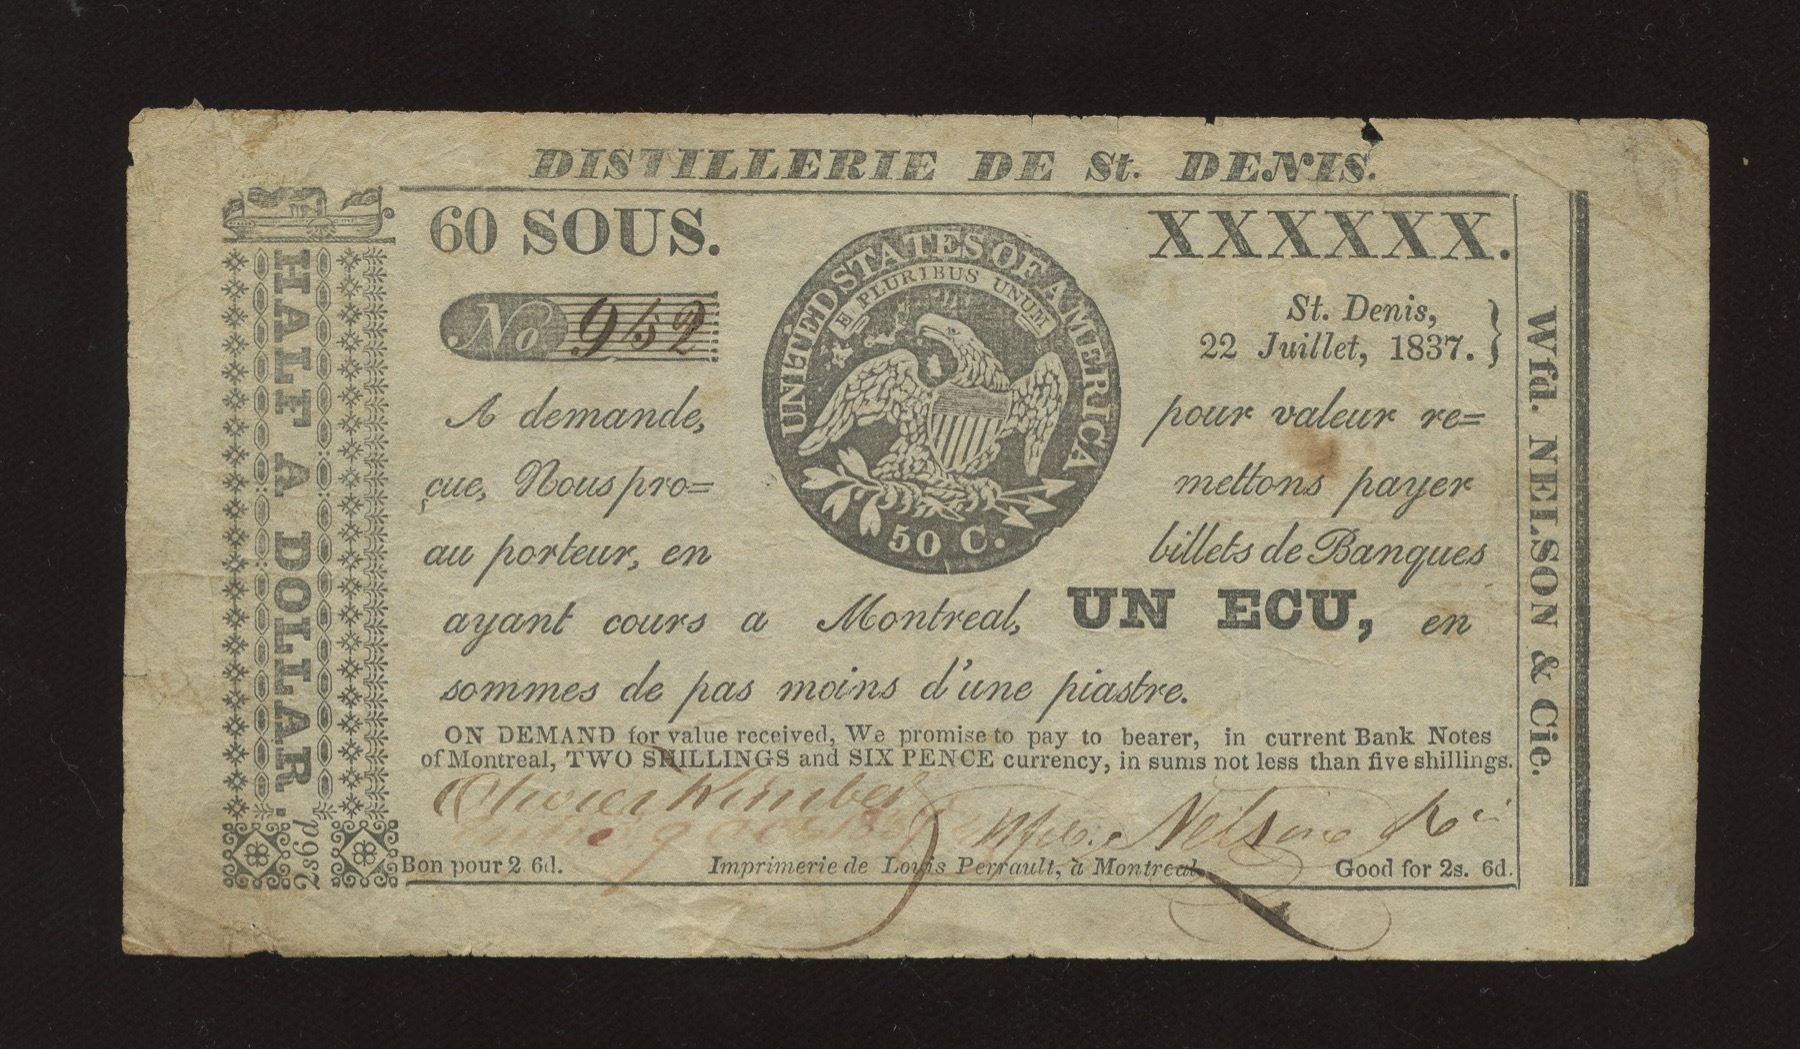 DISTILLERIE DE St. DENIS.
60 SOUS.
XXXXXX.
UNITED STATES OF AMERICA
E PLURIBUS UNUM
50 C.
No 952
St. Denis,
22 Juillet, 1837.
A demande, pour valeur re=
çue, Nous pro= mettons payer
au porteur, en billets de Banques
ayant cours a Montreal, UN ECU, en
sommes de pas moins d'une piastre.
ON DEMAND for value received, We promise to pay to bearer, in current Bank Notes
of Montreal, TWO SHILLINGS and SIX PENCE currency, in sums not less than five shillings.
Olivier Kimber
Nelson
Bon pour 2 6d.
Imprimerie de Louis Perrault, à Montreal,
Good for 2s. 6d.
HALF A DOLLAR.
2s6d
Wfd. NELSON & Cie.